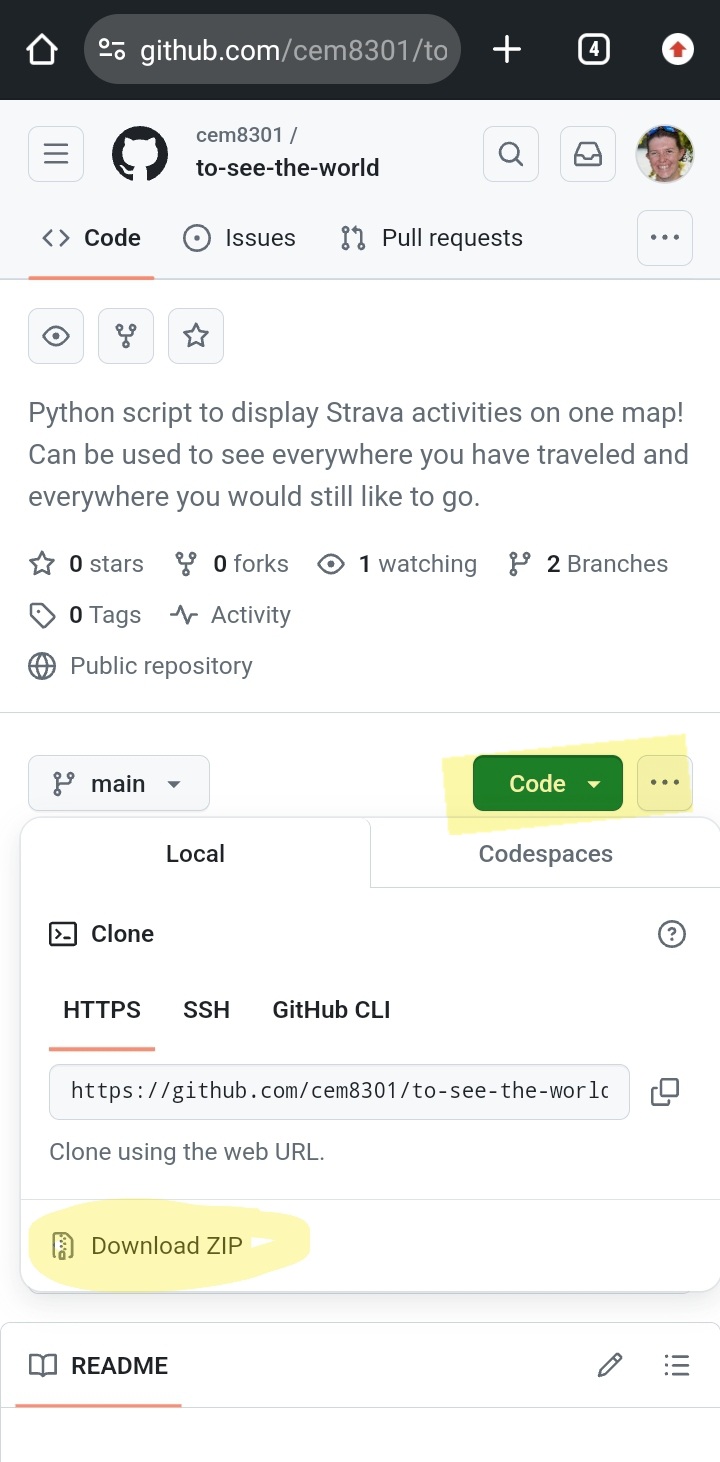 github.com/cem8301/to
4
cem8301 /
to-see-the-world
Code
Issues
Pull requests
Python script to display Strava activities on one map!
Can be used to see everywhere you have traveled and
everywhere you would still like to go.
0 stars
0 forks
1 watching
2 Branches
0 Tags
Activity
Public repository
main
Code
Local
Codespaces
Clone
HTTPS
SSH
GitHub CLI
https://github.com/cem8301/to-see-the-world
Clone using the web URL.
Download ZIP
README